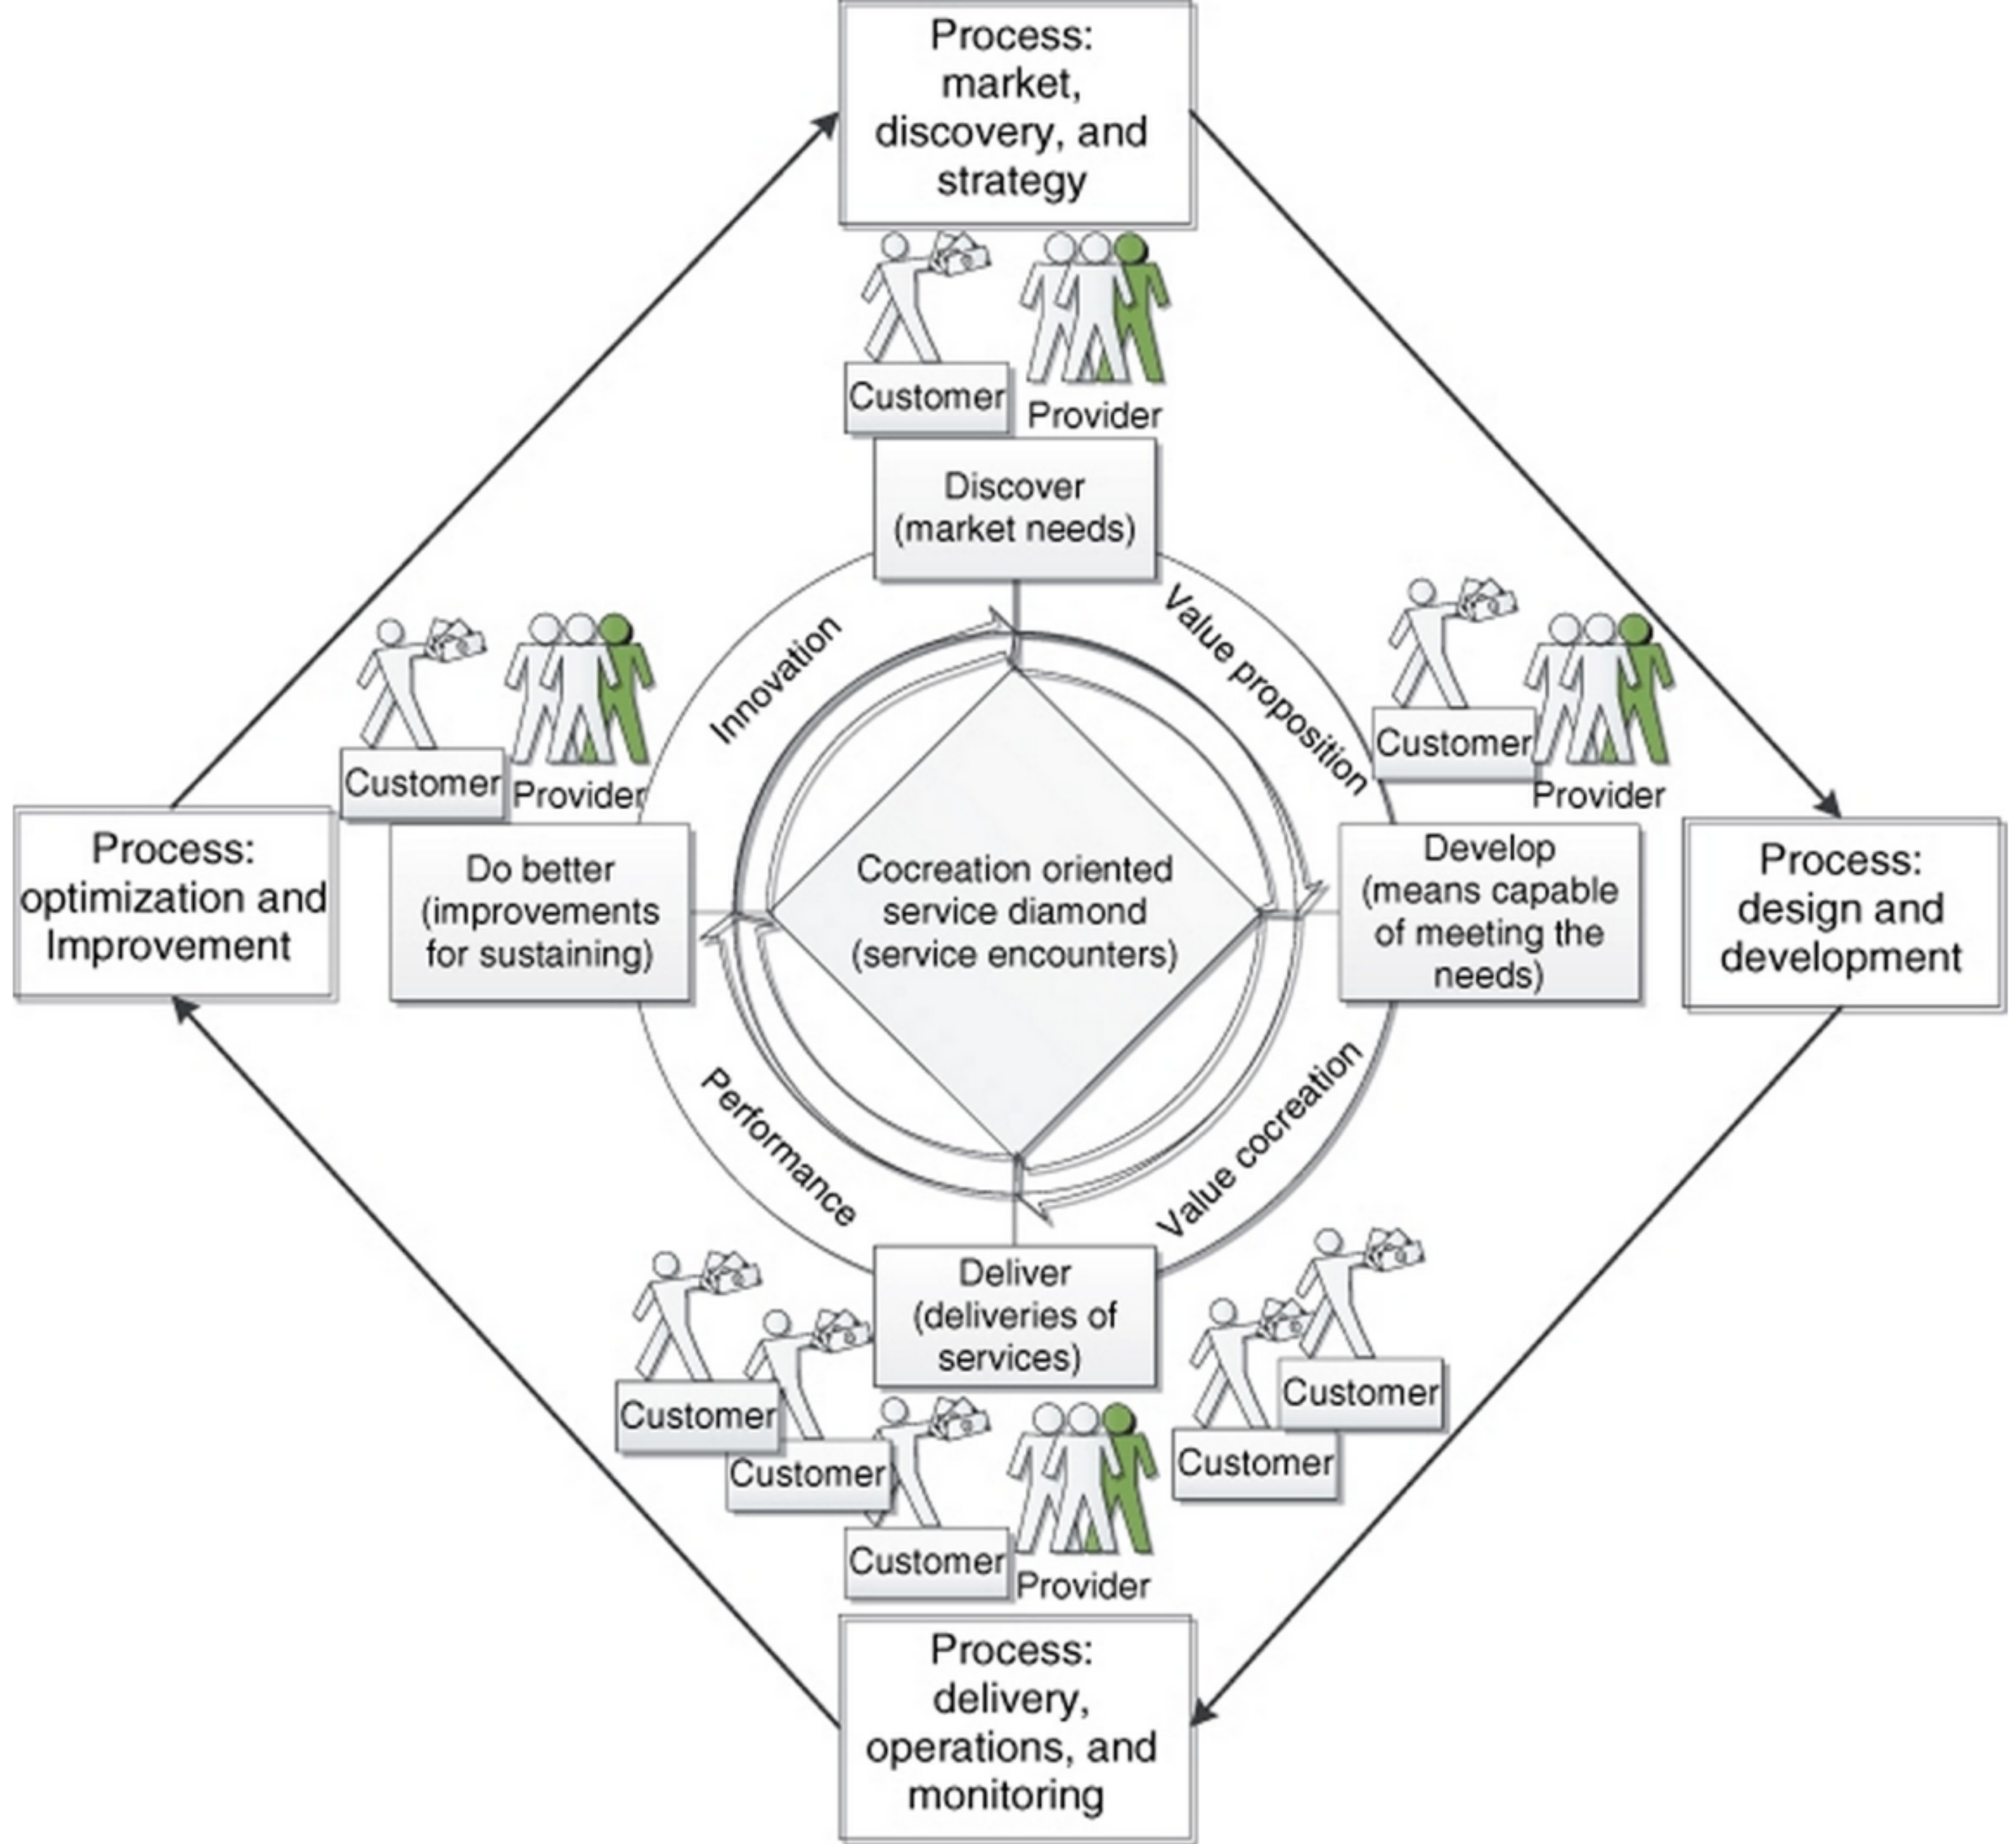 Process:
market,
discovery, and
strategy
Customer
Provider
Discover
(market needs)
Innovation
Value proposition
Customer
Provider
Customer
Provider
Process:
optimization and
Improvement
Do better
(improvements
for sustaining)
Cocreation oriented
service diamond
(service encounters)
Develop
(means capable
of meeting the
needs)
Process:
design and
development
Performance
Value cocreation
Deliver
(deliveries of
services)
Customer
Customer
Customer
Provider
Customer
Customer
Process:
delivery,
operations, and
monitoring